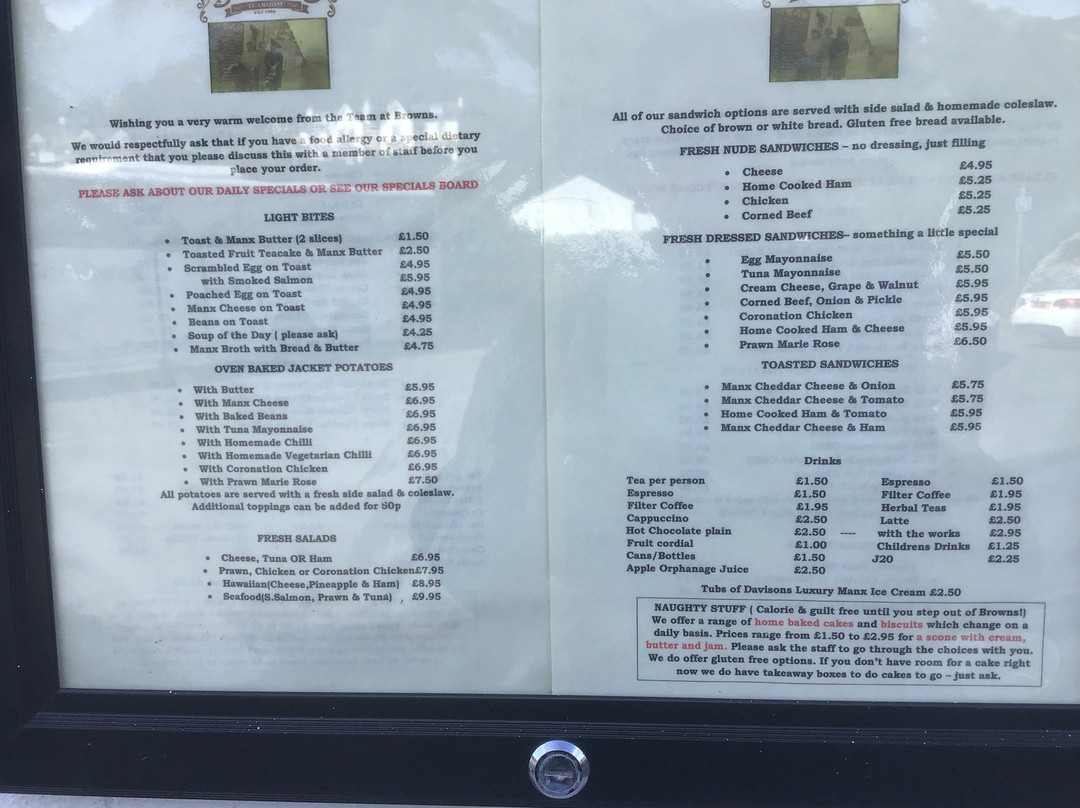 TEAROOM
Wishing you a very warm welcome from the Team at Browns.
We would respectfully ask that if you have a food allergy or a special dietary
requirement that you please discuss this with a member of staff before you
place your order.
PLEASE ASK ABOUT OUR DAILY SPECIALS OR SEE OUR SPECIALS BOARD
LIGHT BITES
• Toast & Manx Butter (2 slices) £1.50
• Toasted Fruit Teacake & Manx Butter £2.50
• Scrambled Egg on Toast £4.95
with Smoked Salmon £5.95
• Poached Egg on Toast £4.95
• Manx Cheese on Toast £4.95
• Beans on Toast £4.95
• Soup of the Day ( please ask) £4.25
• Manx Broth with Bread & Butter £4.75
OVEN BAKED JACKET POTATOES
• With Butter £5.95
• With Manx Cheese £6.95
• With Baked Beans £6.95
• With Tuna Mayonnaise £6.95
• With Homemade Chilli £6.95
• With Homemade Vegetarian Chilli £6.95
• With Coronation Chicken £6.95
• With Prawn Marie Rose £7.50
All potatoes are served with a fresh side salad & coleslaw.
Additional toppings can be added for 50p
FRESH SALADS
• Cheese, Tuna OR Ham £6.95
• Prawn, Chicken or Coronation Chicken£7.95
• Hawaiian(Cheese,Pineapple & Ham) £8.95
• Seafood(S.Salmon, Prawn & Tuna) , £9.95
All of our sandwich options are served with side salad & homemade coleslaw.
Choice of brown or white bread. Gluten free bread available.
FRESH NUDE SANDWICHES – no dressing, just filling
• Cheese £4.95
• Home Cooked Ham £5.25
• Chicken £5.25
• Corned Beef £5.25
FRESH DRESSED SANDWICHES– something a little special
• Egg Mayonnaise £5.50
• Tuna Mayonnaise £5.50
• Cream Cheese, Grape & Walnut £5.95
• Corned Beef, Onion & Pickle £5.95
• Coronation Chicken £5.95
• Home Cooked Ham & Cheese £5.95
• Prawn Marie Rose £6.50
TOASTED SANDWICHES
• Manx Cheddar Cheese & Onion £5.75
• Manx Cheddar Cheese & Tomato £5.75
• Home Cooked Ham & Tomato £5.95
• Manx Cheddar Cheese & Ham £5.95
Drinks
Tea per person £1.50 Espresso £1.50
Espresso £1.50 Filter Coffee £1.95
Filter Coffee £1.95 Herbal Teas £1.95
Cappuccino £2.50 Latte £2.50
Hot Chocolate plain £2.50 ---- with the works £2.95
Fruit cordial £1.00 Childrens Drinks £1.25
Cans/Bottles £1.50 J20 £2.25
Apple Orphanage Juice £2.50
Tubs of Davisons Luxury Manx Ice Cream £2.50
NAUGHTY STUFF ( Calorie & guilt free until you step out of Browns!)
We offer a range of home baked cakes and biscuits which change on a
daily basis. Prices range from £1.50 to £2.95 for a scone with cream,
butter and jam. Please ask the staff to go through the choices with you.
We do offer gluten free options. If you don't have room for a cake right
now we do have takeaway boxes to do cakes to go – just ask.